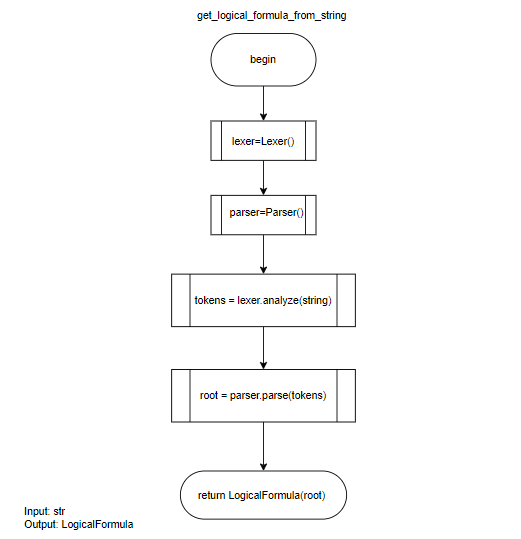 get_logical_formula_from_string
begin
lexer=Lexer()
parser=Parser()
tokens = lexer.analyze(string)
root = parser.parse(tokens)
return LogicalFormula(root)
Input: str
Output: LogicalFormula